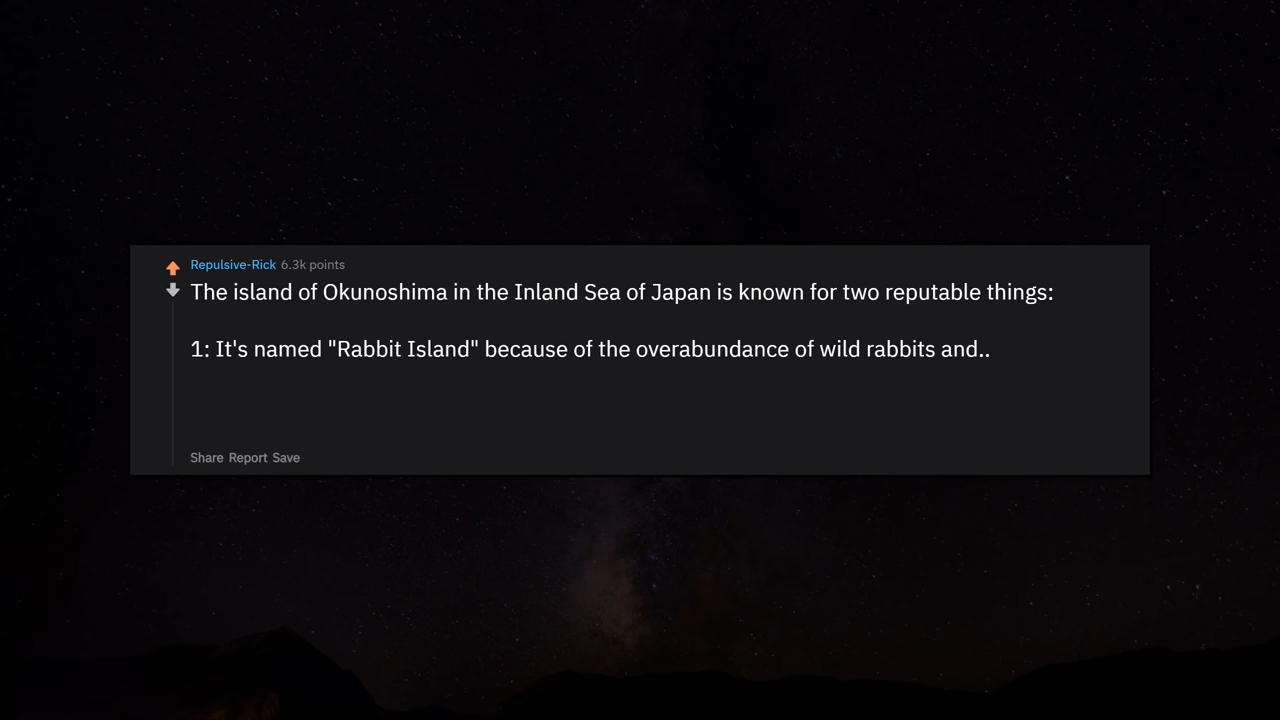 Repulsive-Rick 6.3k points
The island of Okunoshima in the Inland Sea of Japan is known for two reputable things:
1: It's named "Rabbit Island" because of the overabundance of wild rabbits and..
Share Report Save